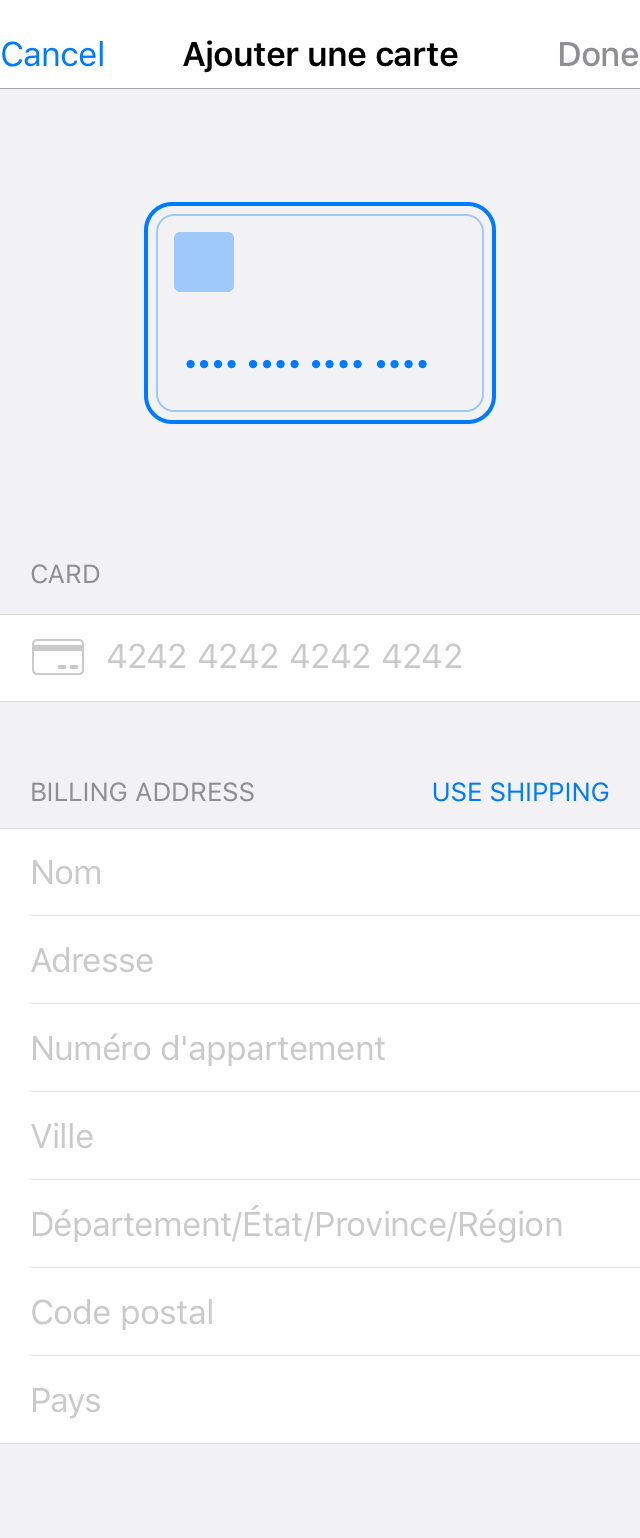 Cancel Ajouter une carte Done
•••• •••• •••• ••••
CARD
4242 4242 4242 4242
BILLING ADDRESS USE SHIPPING
Nom
Adresse
Numéro d'appartement
Ville
Département/État/Province/Région
Code postal
Pays